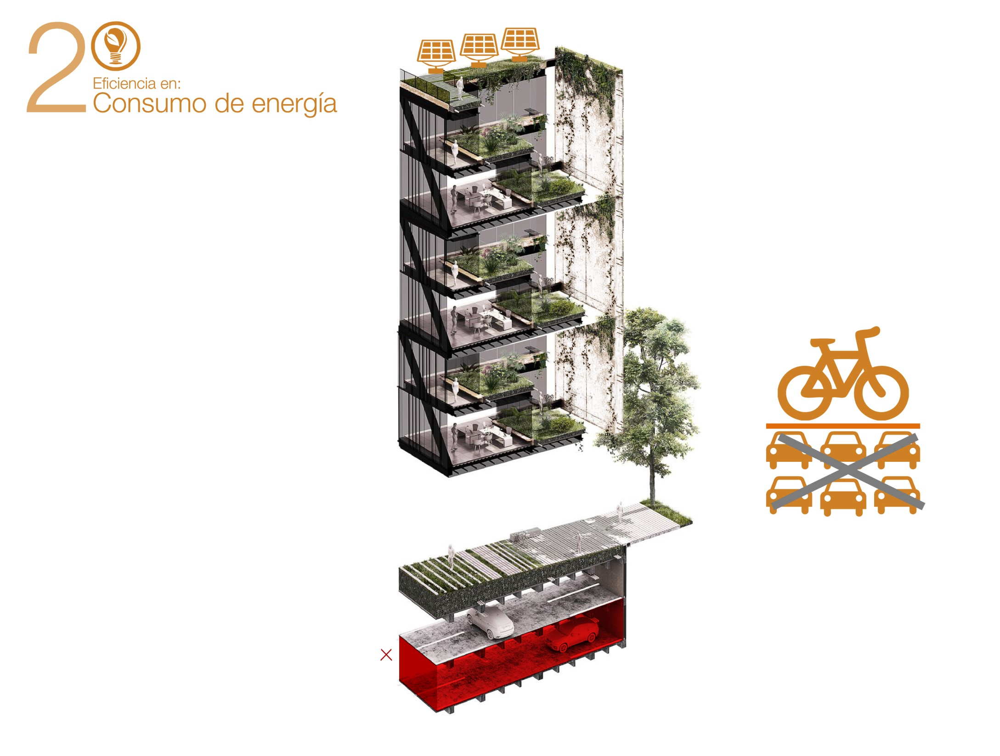 2
Eficiencia en:
Consumo de energía